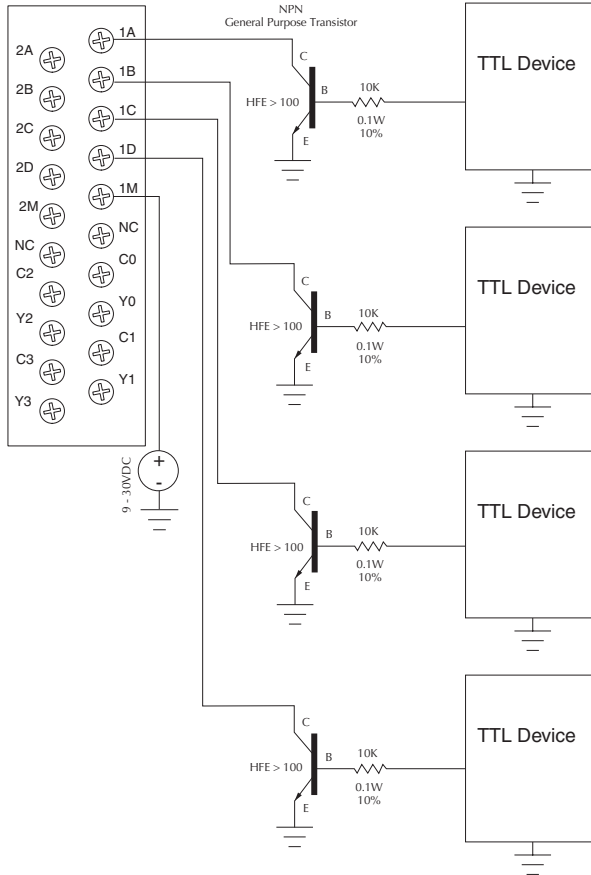 NPN
General Purpose Transistor
1A
2A
1B
2B
1C
2C
1D
2D
1M
2M
NC
NC
C0
C2
Y0
Y2
C1
C3
Y1
Y3
9 - 30VDC
+
-
C
B
E
HFE > 100
10K
0.1W
10%
TTL Device
C
B
E
HFE > 100
10K
0.1W
10%
TTL Device
C
B
E
HFE > 100
10K
0.1W
10%
TTL Device
C
B
E
HFE > 100
10K
0.1W
10%
TTL Device